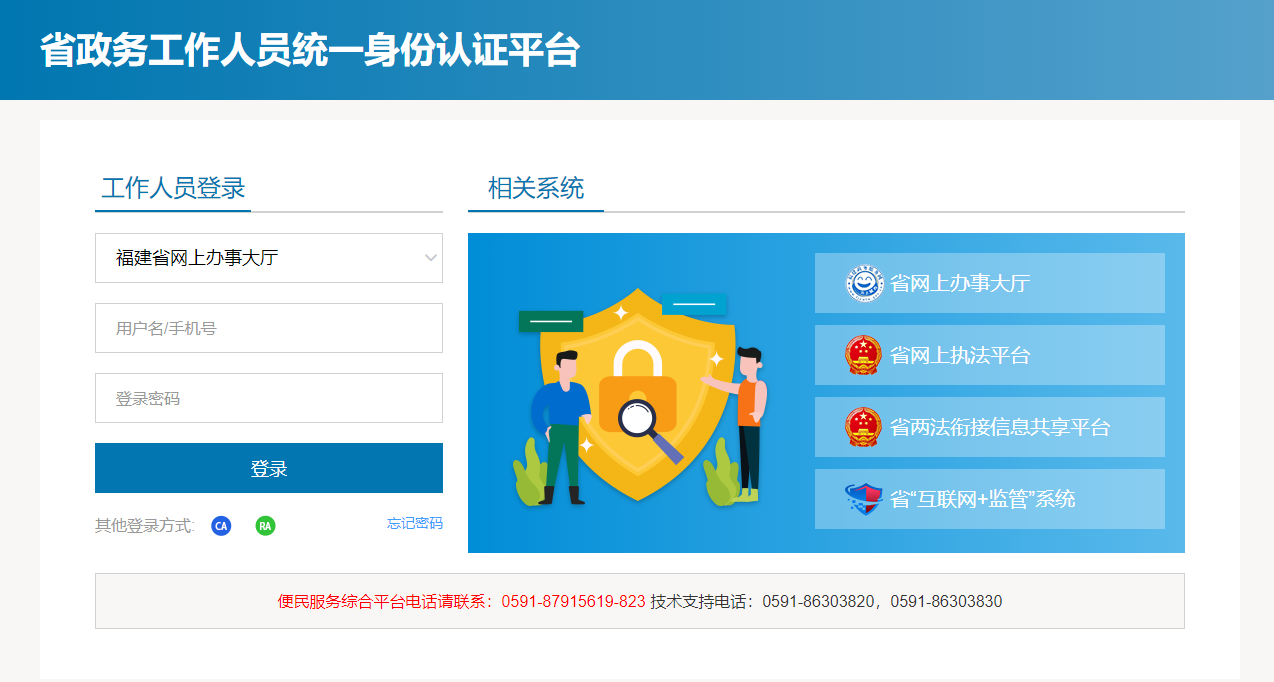 省政务工作人员统一身份认证平台
工作人员登录
福建省网上办事大厅
用户名/手机号
登录密码
登录
其他登录方式: CA RA 忘记密码
相关系统
省网上办事大厅
省网上执法平台
省两法衔接信息共享平台
省“互联网+监管”系统
便民服务综合平台电话请联系：0591-87915619-823 技术支持电话：0591-86303820，0591-86303830